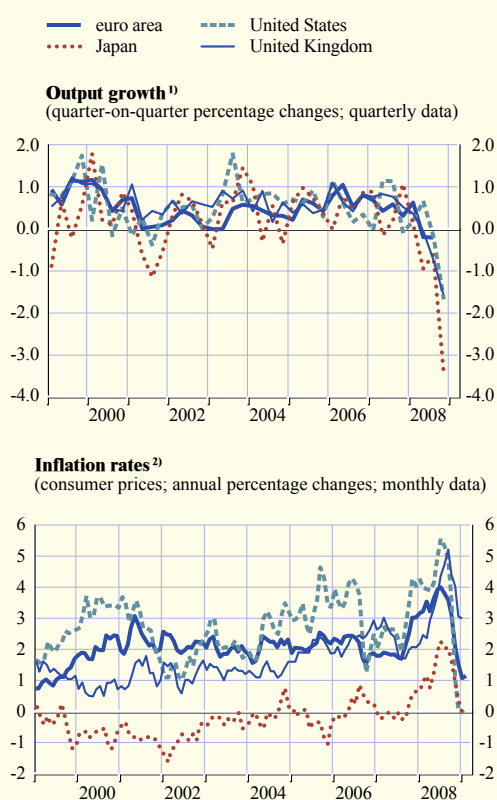 euro area United States
Japan United Kingdom
Output growth 1)
(quarter-on-quarter percentage changes; quarterly data)
2.0 2.0
1.0 1.0
0.0 0.0
-1.0 -1.0
-2.0 -2.0
-3.0 -3.0
-4.0 -4.0
2000 2002 2004 2006 2008
Inflation rates 2)
(consumer prices; annual percentage changes; monthly data)
6 6
5 5
4 4
3 3
2 2
1 1
0 0
-1 -1
-2 -2
2000 2002 2004 2006 2008